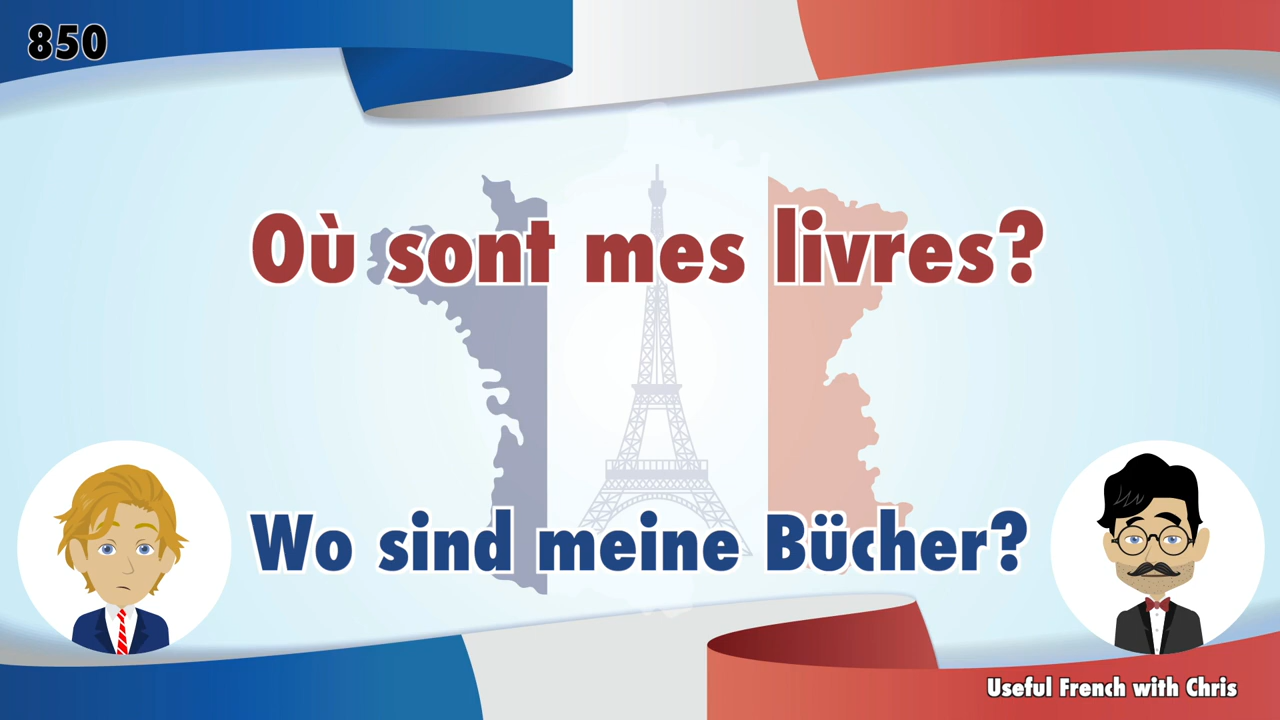 850
Où sont mes livres?
Wo sind meine Bücher?
Useful French with Chris